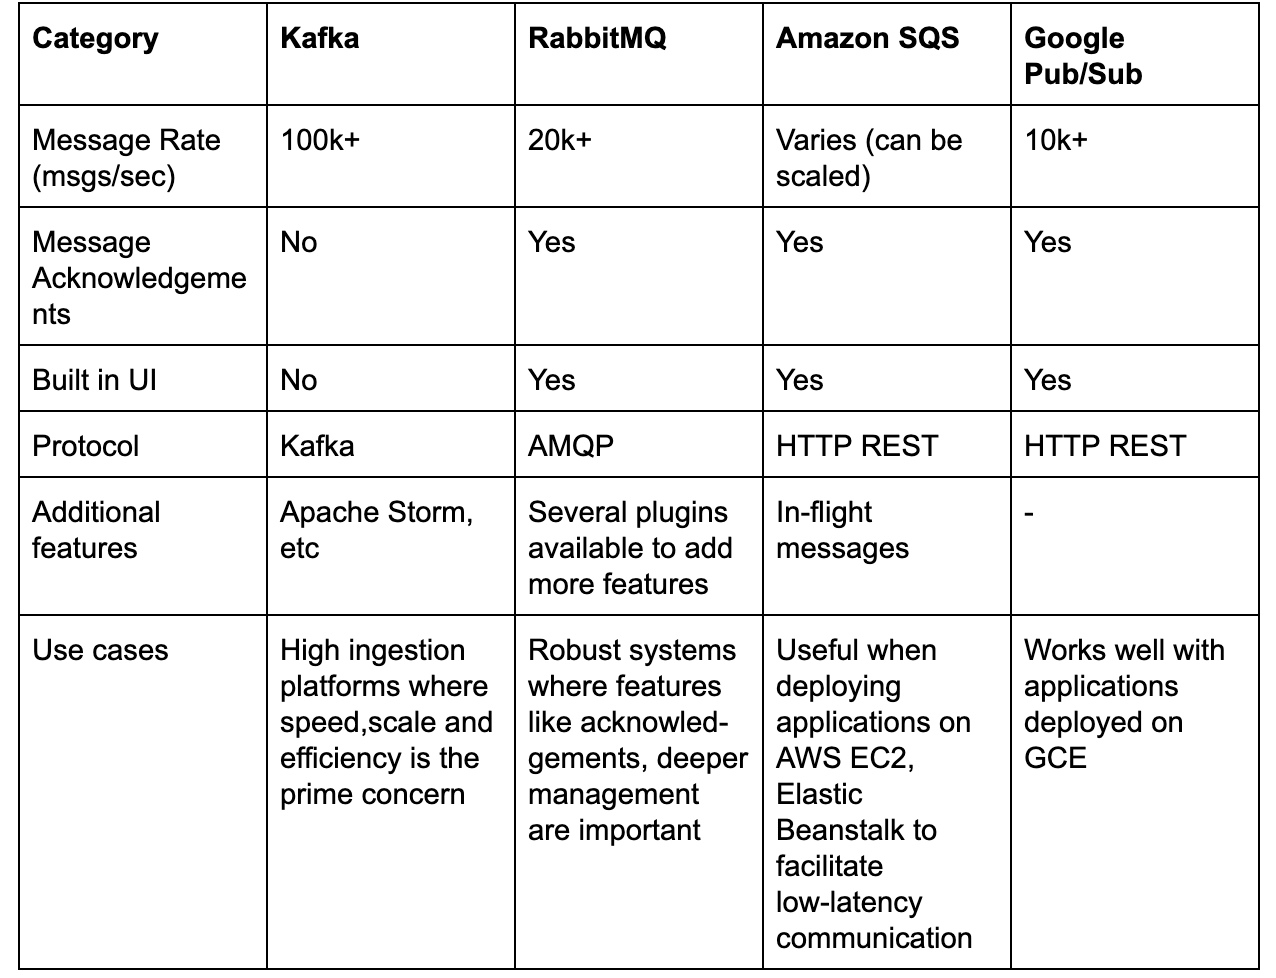 Category
Kafka
RabbitMQ
Amazon SQS
Google
Pub/Sub
Message Rate
(msgs/sec)
100k+
20k+
Varies (can be
scaled)
10k+
Message
Acknowledgeme
nts
No
Yes
Yes
Yes
Built in UI
No
Yes
Yes
Yes
Protocol
Kafka
AMQP
HTTP REST
HTTP REST
Additional
features
Apache Storm,
etc
Several plugins
available to add
more features
In-flight
messages
-
Use cases
High ingestion
platforms where
speed,scale and
efficiency is the
prime concern
Robust systems
where features
like acknowled-
gements, deeper
management
are important
Useful when
deploying
applications on
AWS EC2,
Elastic
Beanstalk to
facilitate
low-latency
communication
Works well with
applications
deployed on
GCE